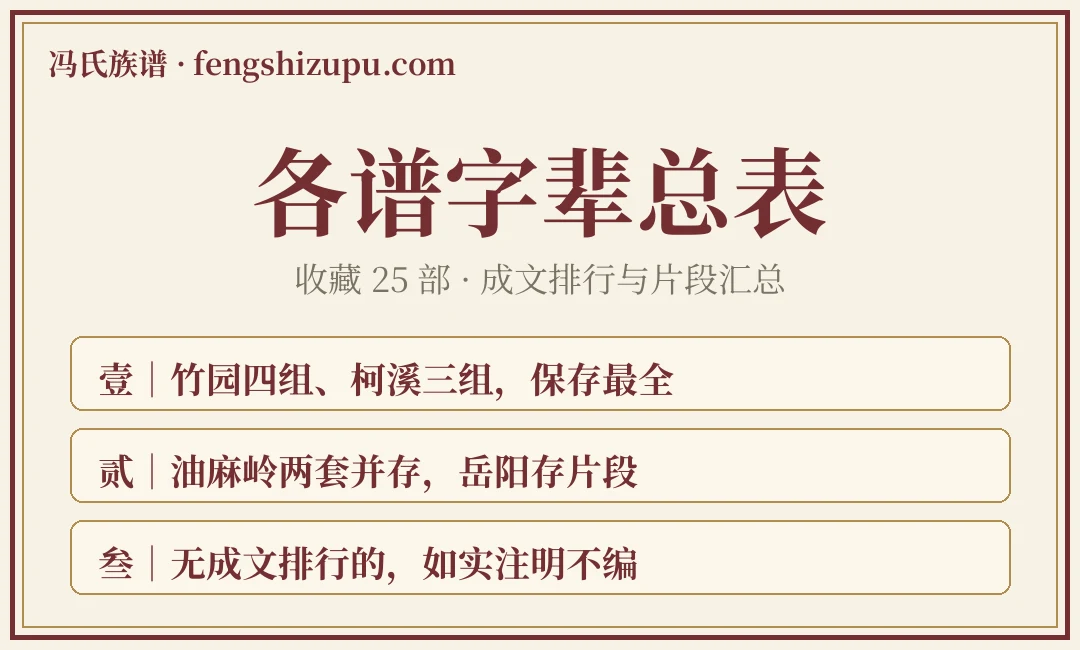 冯氏族谱 · fengshizupu.com
各谱字辈总表
收藏 25 部 · 成文排行与片段汇总
壹｜竹园四组、柯溪三组，保存最全
贰｜油麻岭两套并存，岳阳存片段
叁｜无成文排行的，如实注明不编